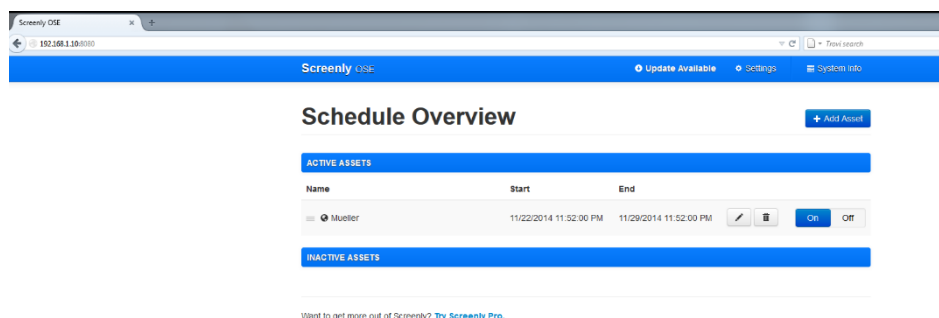 Screenly OSE
192.168.1.10:8080
Trovi search
Screenly OSE
Update Available Settings System Info
Schedule Overview
+ Add Asset
ACTIVE ASSETS
Name Start End
Mueller 11/22/2014 11:52:00 PM 11/29/2014 11:52:00 PM On Off
INACTIVE ASSETS
Want to get more out of Screenly? Try Screenly Pro.